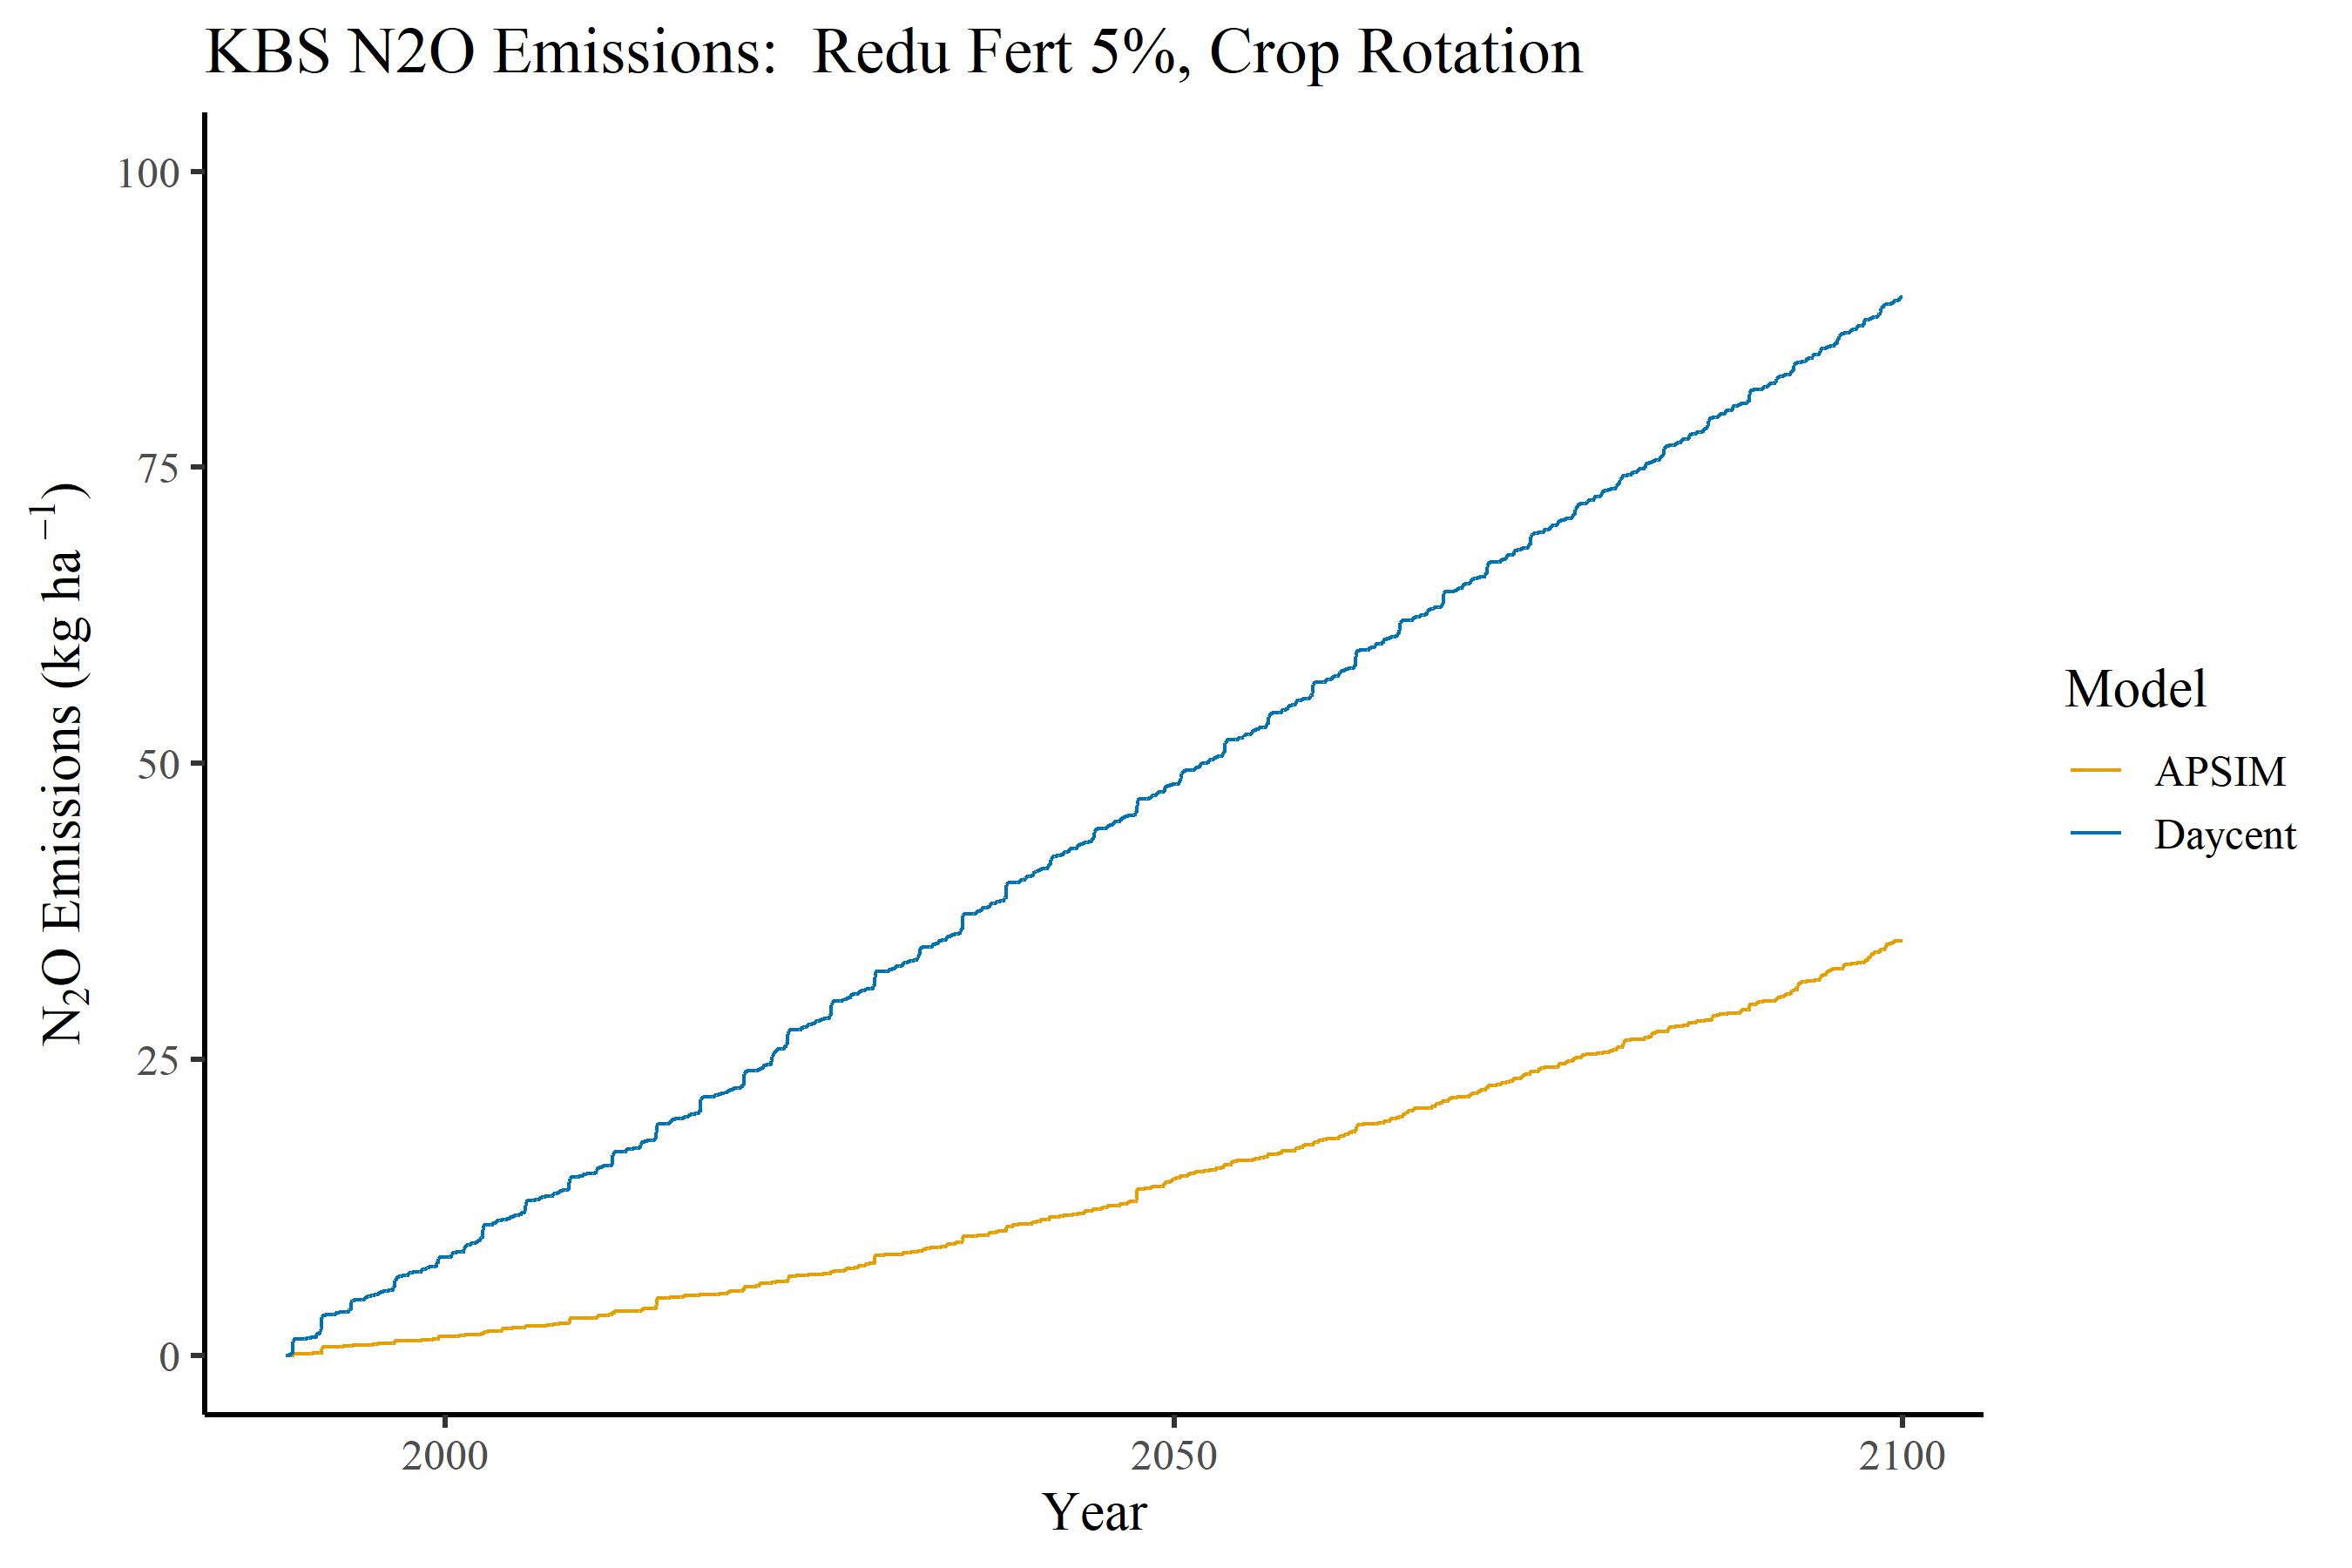 KBS N2O Emissions:  Redu Fert 5%, Crop Rotation
100
75
50
25
0
N₂O Emissions (kg ha ⁻¹)
2000
2050
2100
Year
Model
APSIM
Daycent